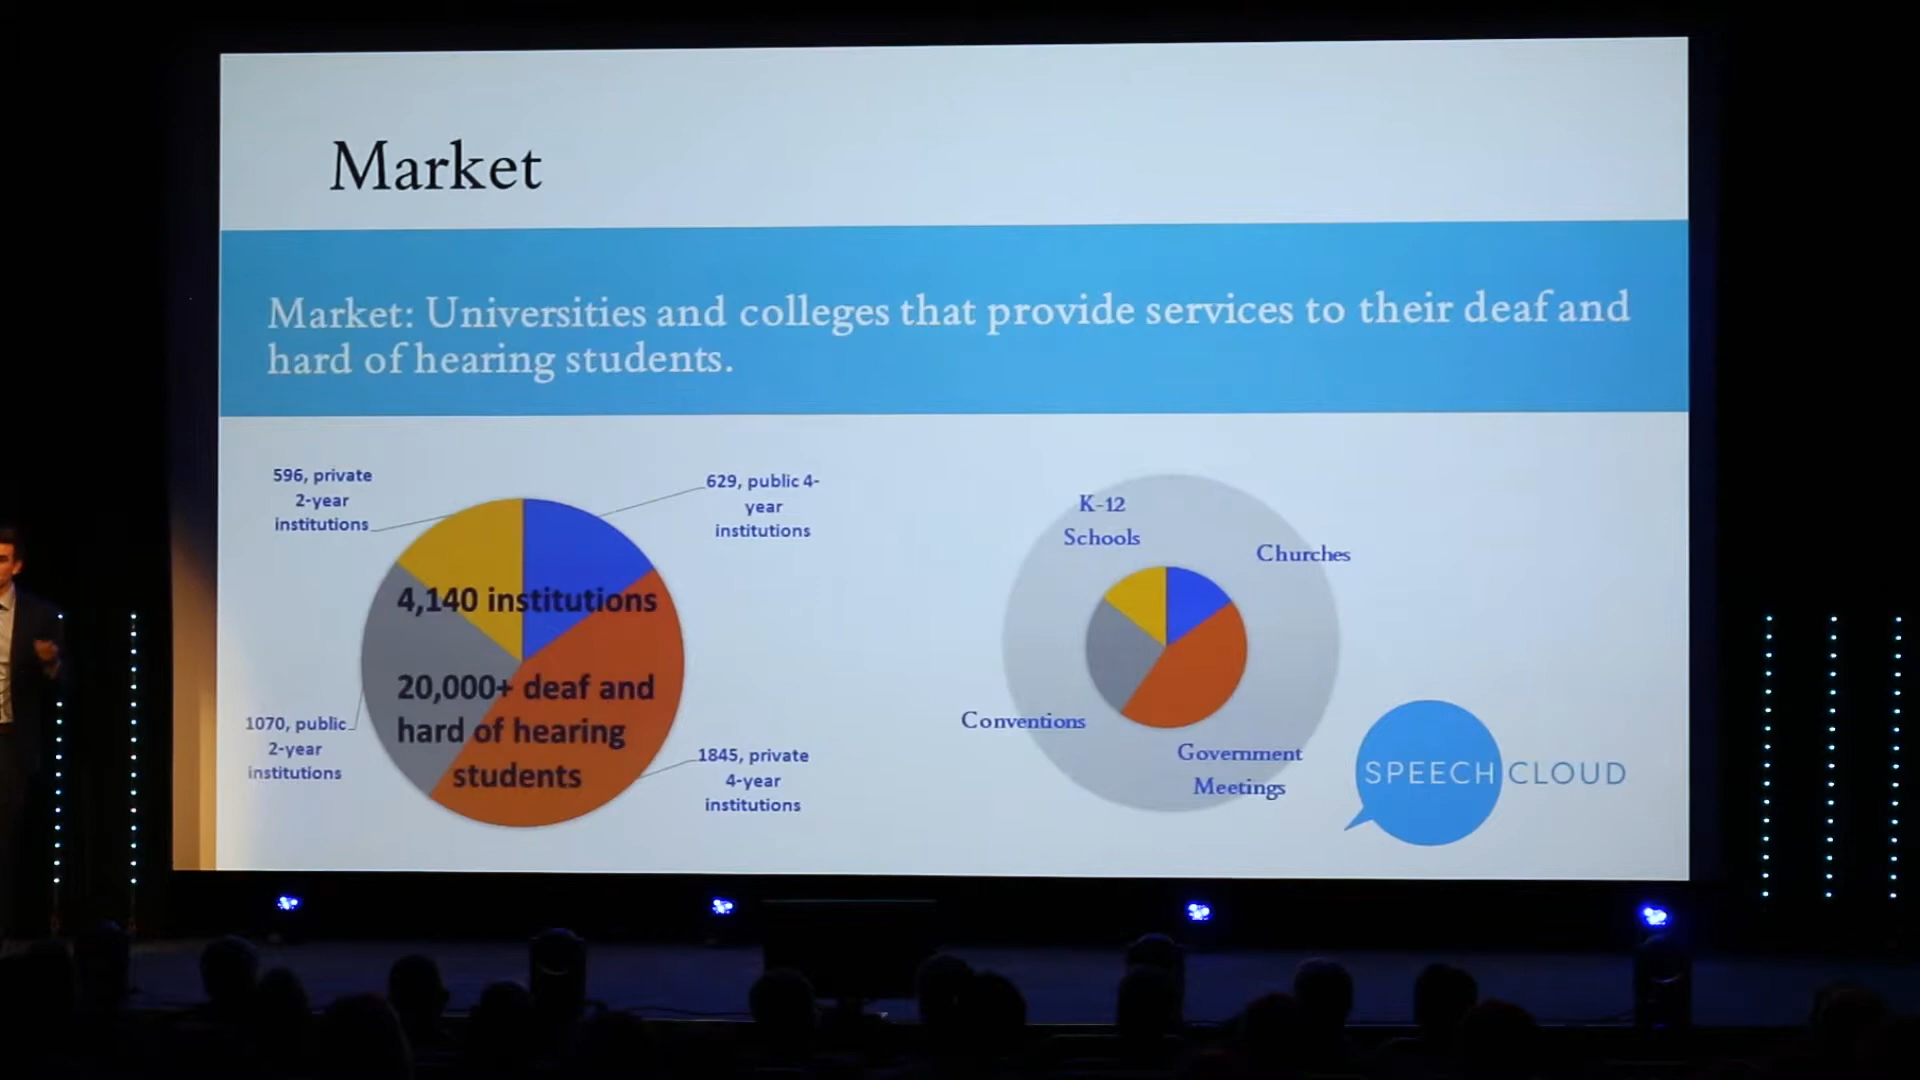 Market
Market: Universities and colleges that provide services to their deaf and
hard of hearing students.
596, private
2-year
institutions
629, public 4-
year
institutions
4,140 institutions
20,000+ deaf and
hard of hearing
students
1070, public
2-year
institutions
1845, private
4-year
institutions
K-12
Schools
Churches
Conventions
Government
Meetings
SPEECH CLOUD